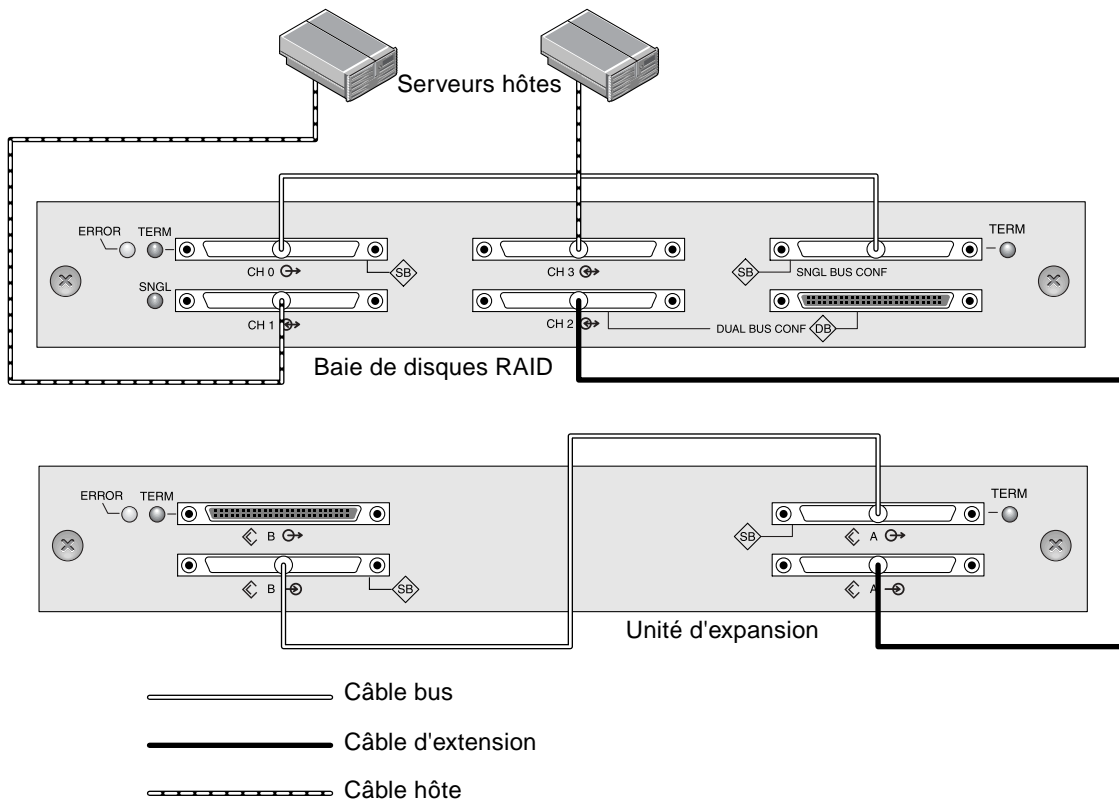 Serveurs hôtes
ERROR TERM
TERM
CH 0
SB
CH 3
SB
SNGL BUS CONF
SNGL
CH 1
CH 2
DUAL BUS CONF
DB
Baie de disques RAID
ERROR TERM
TERM
B
SB
A
B
SB
A
Unité d'expansion
Câble bus
Câble d'extension
Câble hôte